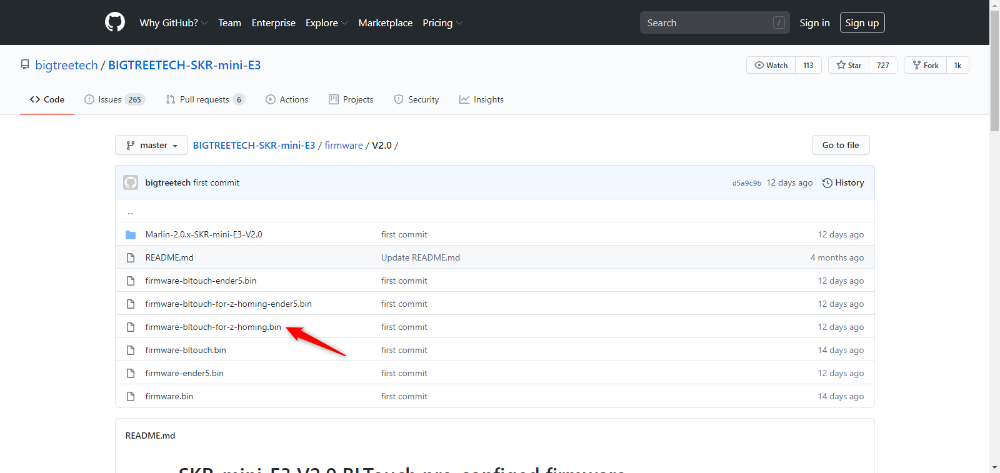 Why GitHub? Team Enterprise Explore Marketplace Pricing Search / Sign in Sign up
bigtreetech / BIGTREETECH-SKR-mini-E3 Watch 113 Star 727 Fork 1k
Code Issues 265 Pull requests 6 Actions Projects Security Insights
master BIGTREETECH-SKR-mini-E3 / firmware / V2.0 / Go to file
bigtreetech first commit d5a9c9b 12 days ago History
..
Marlin-2.0.x-SKR-mini-E3-V2.0 first commit 12 days ago
README.md Update README.md 4 months ago
firmware-bltouch-ender5.bin first commit 12 days ago
firmware-bltouch-for-z-homing-ender5.bin first commit 12 days ago
firmware-bltouch-for-z-homing.bin first commit 12 days ago
firmware-bltouch.bin first commit 14 days ago
firmware-ender5.bin first commit 12 days ago
firmware.bin first commit 14 days ago
README.md
SKR-mini-E3-V2.0 BLTouch pre-configed firmware